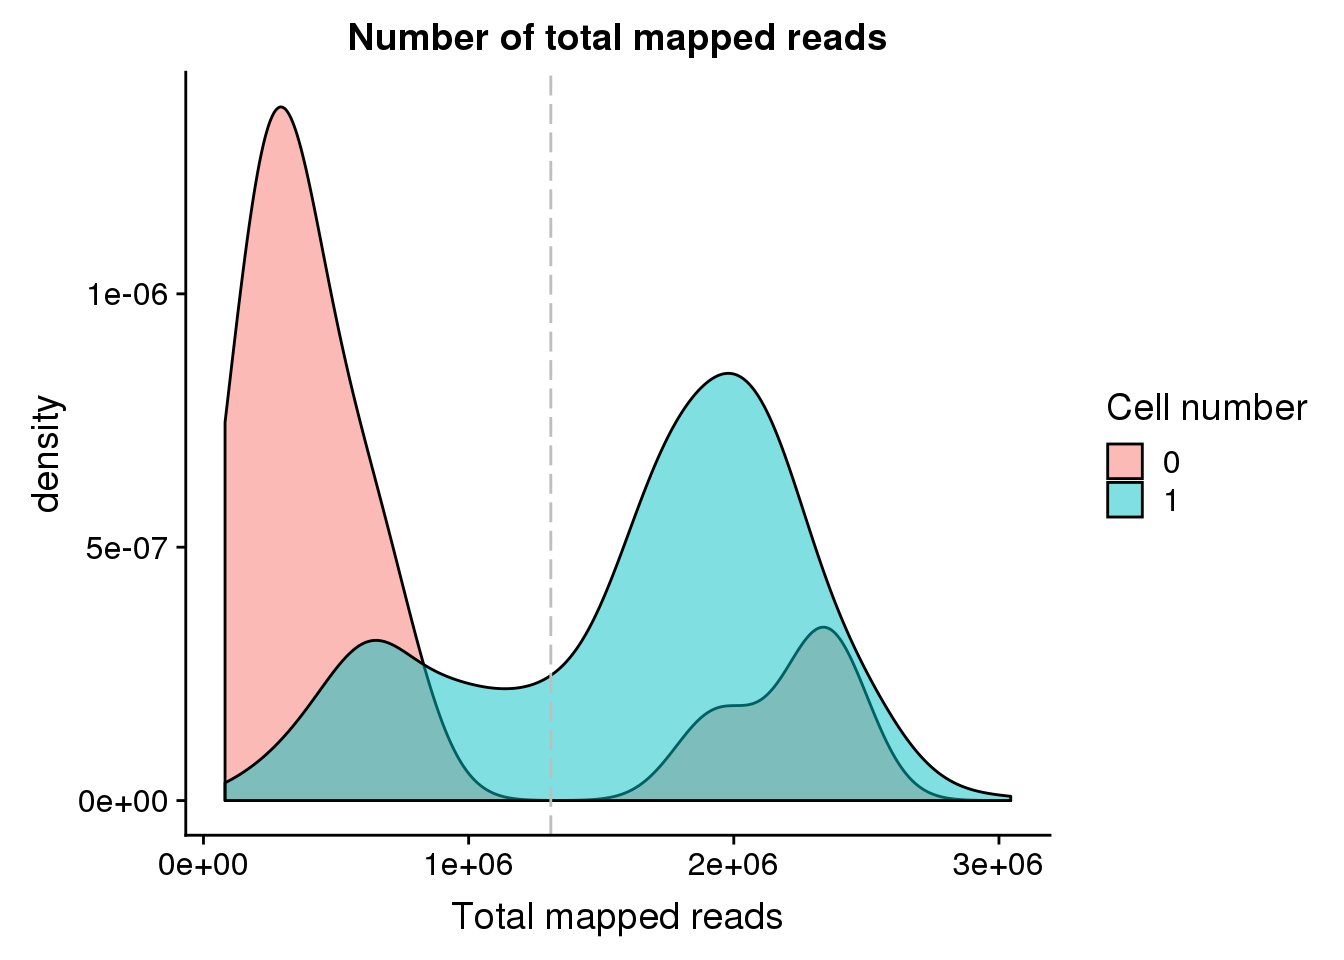 Number of total mapped reads
density
1e-06
5e-07
0e+00
0e+00 1e+06 2e+06 3e+06
Total mapped reads
Cell number
0
1